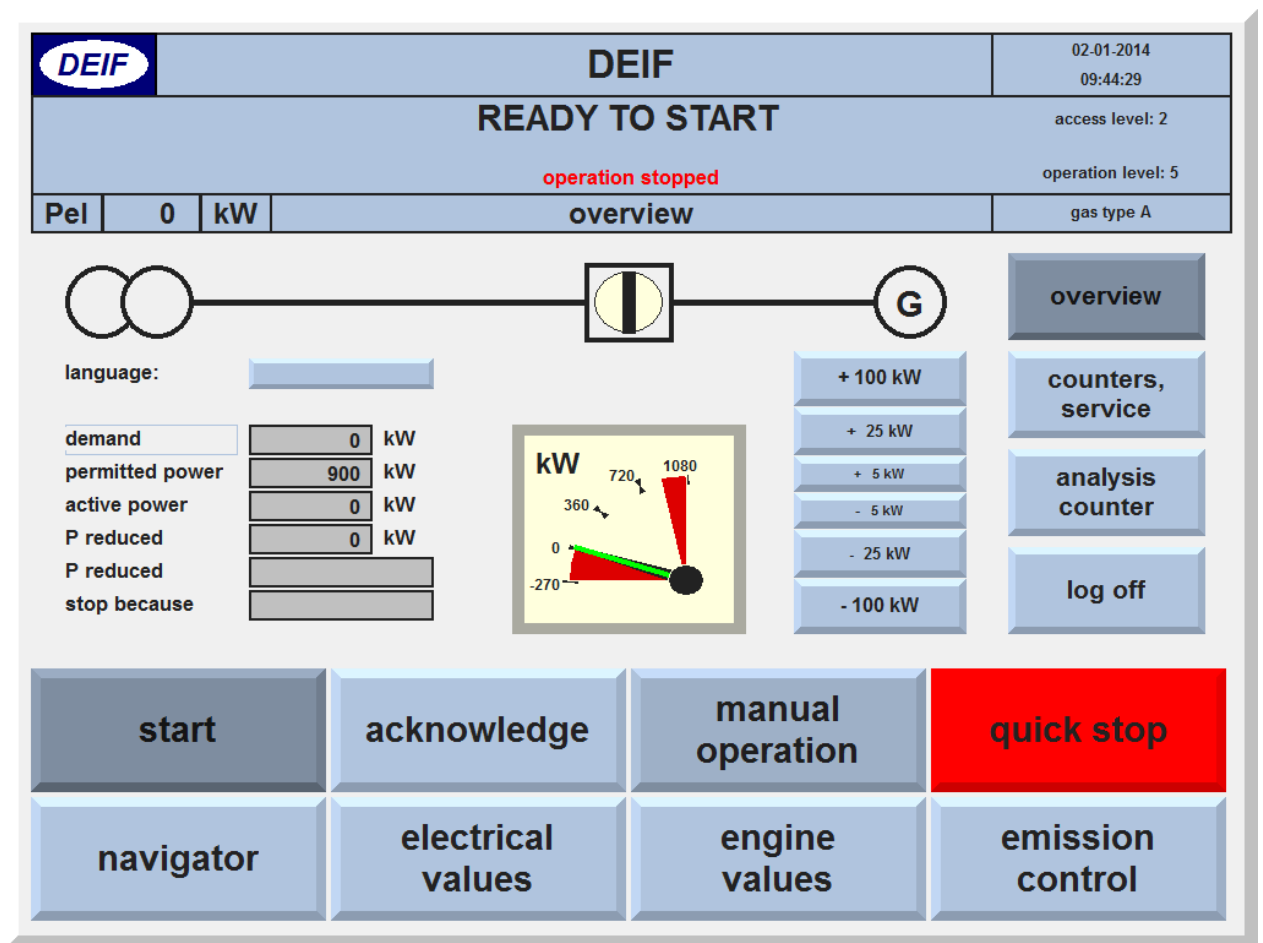 DEIF
DEIF
02-01-2014
09:44:29
READY TO START
access level: 2
operation stopped
operation level: 5
Pel 0 kW
overview
gas type A
G
overview
language:
+ 100 kW
counters,
service
demand 0 kW
+ 25 kW
permitted power 900 kW
+ 5 kW
active power 0 kW
- 5 kW
P reduced 0 kW
- 25 kW
P reduced
stop because
- 100 kW
kW
720
1080
360
0
-270
analysis
counter
log off
start
acknowledge
manual
operation
quick stop
navigator
electrical
values
engine
values
emission
control